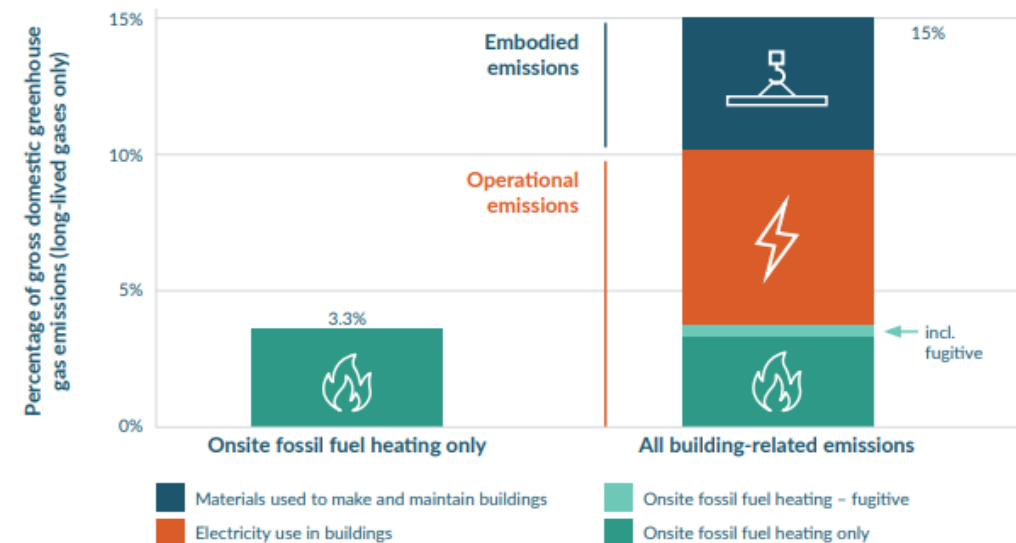 Percentage of gross domestic greenhouse
gas emissions (long-lived gases only)
15%
10%
5%
0%
Embodied
emissions
Operational
emissions
15%
3.3%
incl.
fugitive
Onsite fossil fuel heating only
All building-related emissions
Materials used to make and maintain buildings
Electricity use in buildings
Onsite fossil fuel heating – fugitive
Onsite fossil fuel heating only